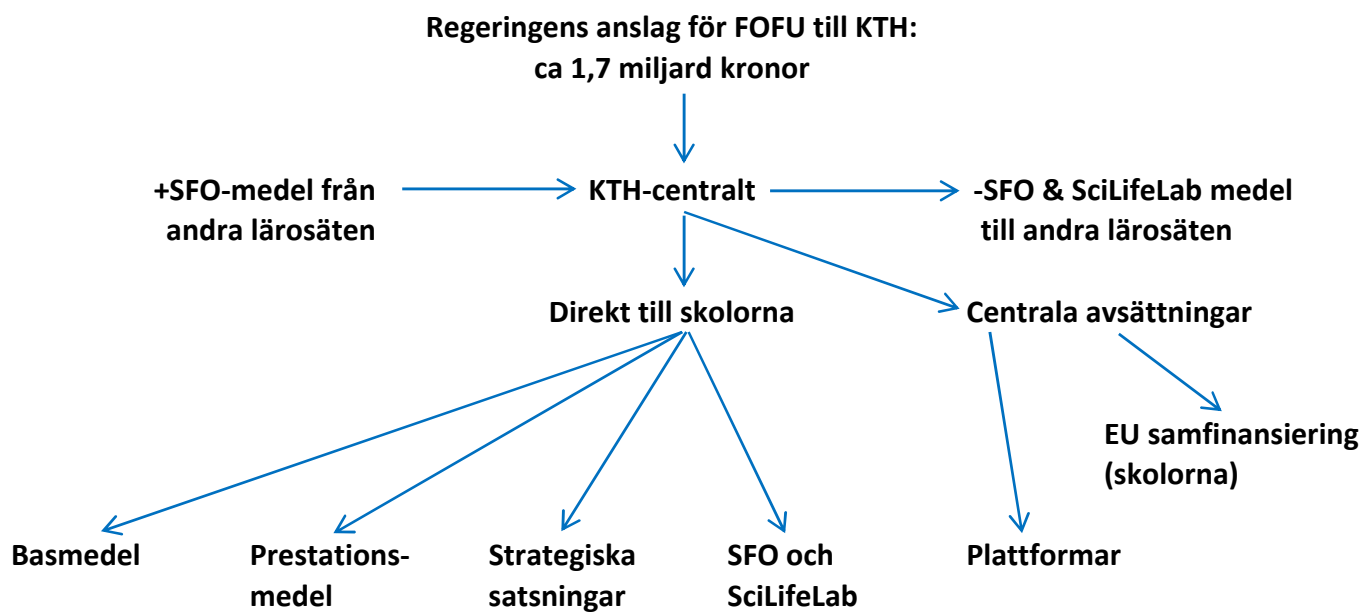 Regeringens anslag för FOFU till KTH:
ca 1,7 miljard kronor
+SFO-medel från
andra lärosäten
KTH-centralt
-SFO & SciLifeLab medel
till andra lärosäten
Direkt till skolorna
Centrala avsättningar
EU samfinansiering
(skolorna)
Basmedel
Prestations-
medel
Strategiska
satsningar
SFO och
SciLifeLab
Plattformar